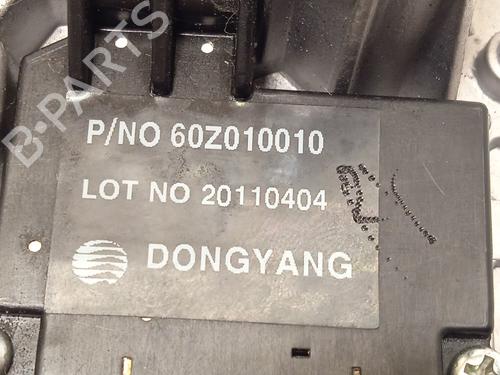 B-PARTS
P/NO 60Z010010
LOT NO 20110404
DONGYANG